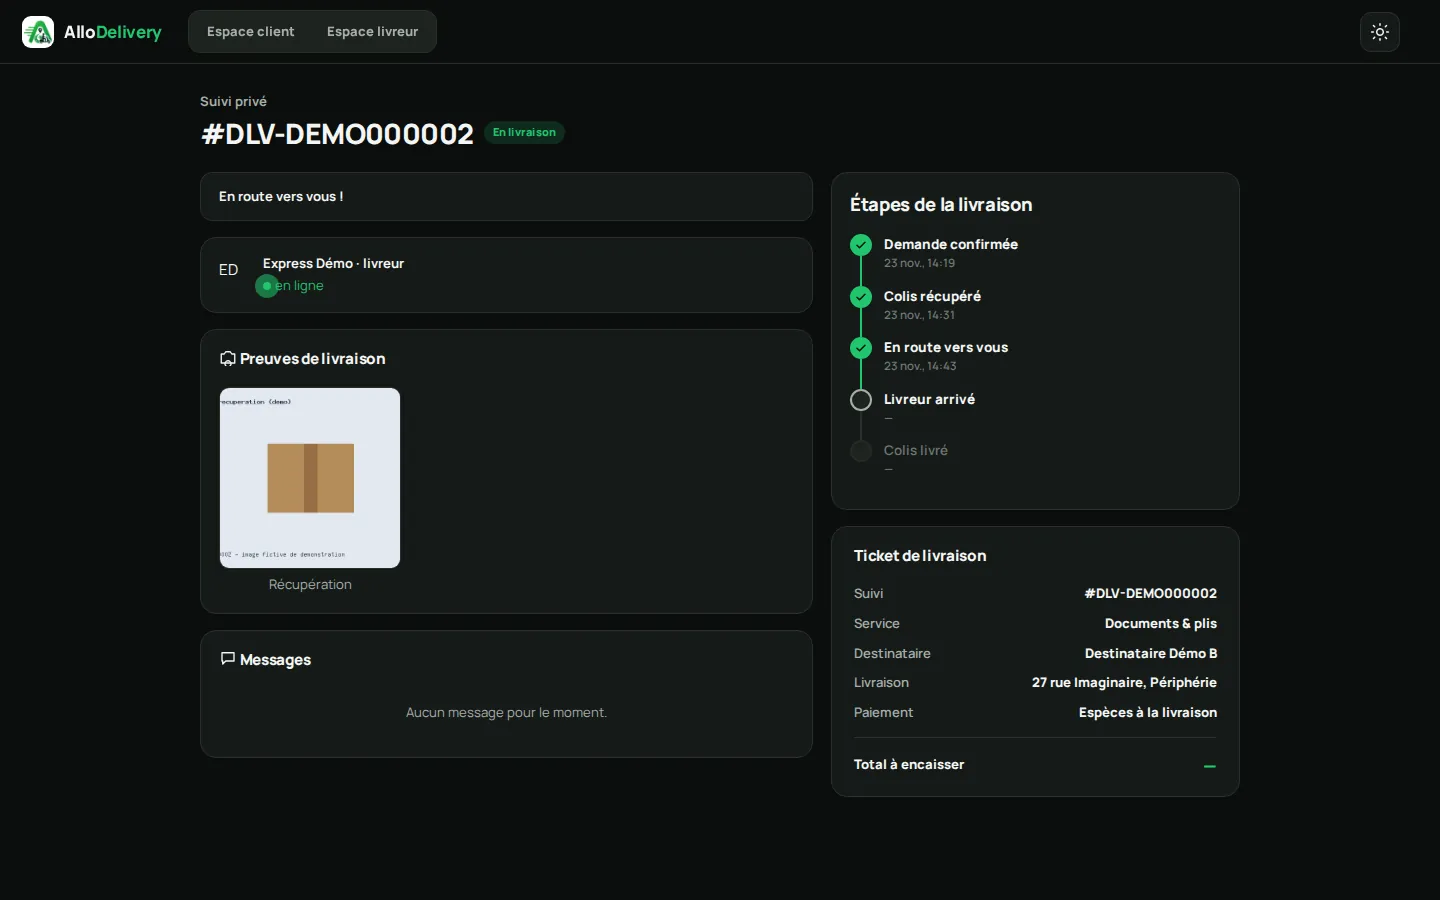 AlloDelivery
Espace client
Espace livreur
Suivi privé
#DLV-DEMO000002
En livraison
En route vers vous !
ED
Express Démo · livreur
en ligne
Preuves de livraison
ecuperation (demo)
– image fictive de demonstration
Récupération
Messages
Aucun message pour le moment.
Étapes de la livraison
Demande confirmée
23 nov., 14:19
Colis récupéré
23 nov., 14:31
En route vers vous
23 nov., 14:43
Livreur arrivé
—
Colis livré
—
Ticket de livraison
Suivi #DLV-DEMO000002
Service Documents & plis
Destinataire Destinataire Démo B
Livraison 27 rue Imaginaire, Périphérie
Paiement Espèces à la livraison
Total à encaisser —